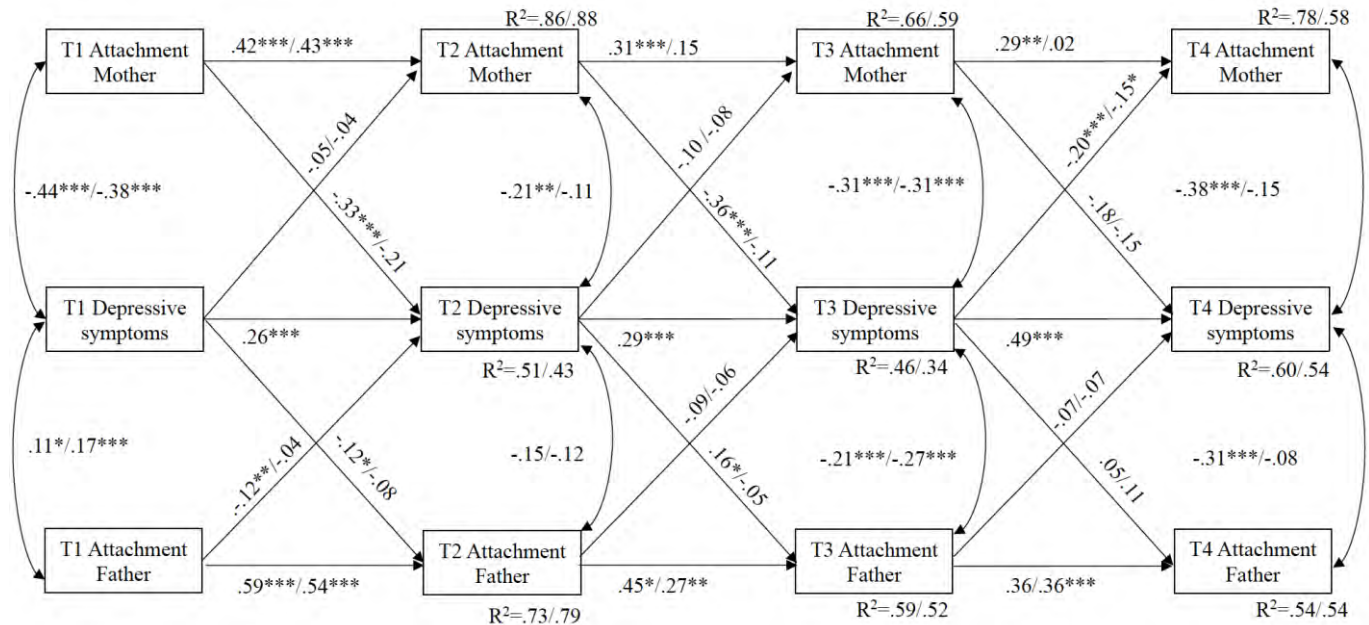 R²=.86/.88
R²=.66/.59
R²=.78/.58
T1 Attachment
Mother
.42***/.43***
T2 Attachment
Mother
.31***/.15
T3 Attachment
Mother
.29**/.02
T4 Attachment
Mother
-.05/-.04
-.10/-.08
-.20***/-.15*
-.44***/-.38***
-.33***/-.21
-.21**/-.11
-.36***/-.11
-.31***/-.31***
-.18/-.15
-.38***/-.15
T1 Depressive
symptoms
.26***
T2 Depressive
symptoms
.29***
T3 Depressive
symptoms
.49***
T4 Depressive
symptoms
R²=.51/.43
R²=.46/.34
R²=.60/.54
.11*/.17***
-.12**/-.04
-.12*/-.08
-.15/-.12
-.09/-.06
.16*/-.05
-.21***/-.27***
-.07/-.07
.05/.11
-.31***/-.08
T1 Attachment
Father
.59***/.54***
T2 Attachment
Father
.45*/.27**
T3 Attachment
Father
.36/.36***
T4 Attachment
Father
R²=.73/.79
R²=.59/.52
R²=.54/.54